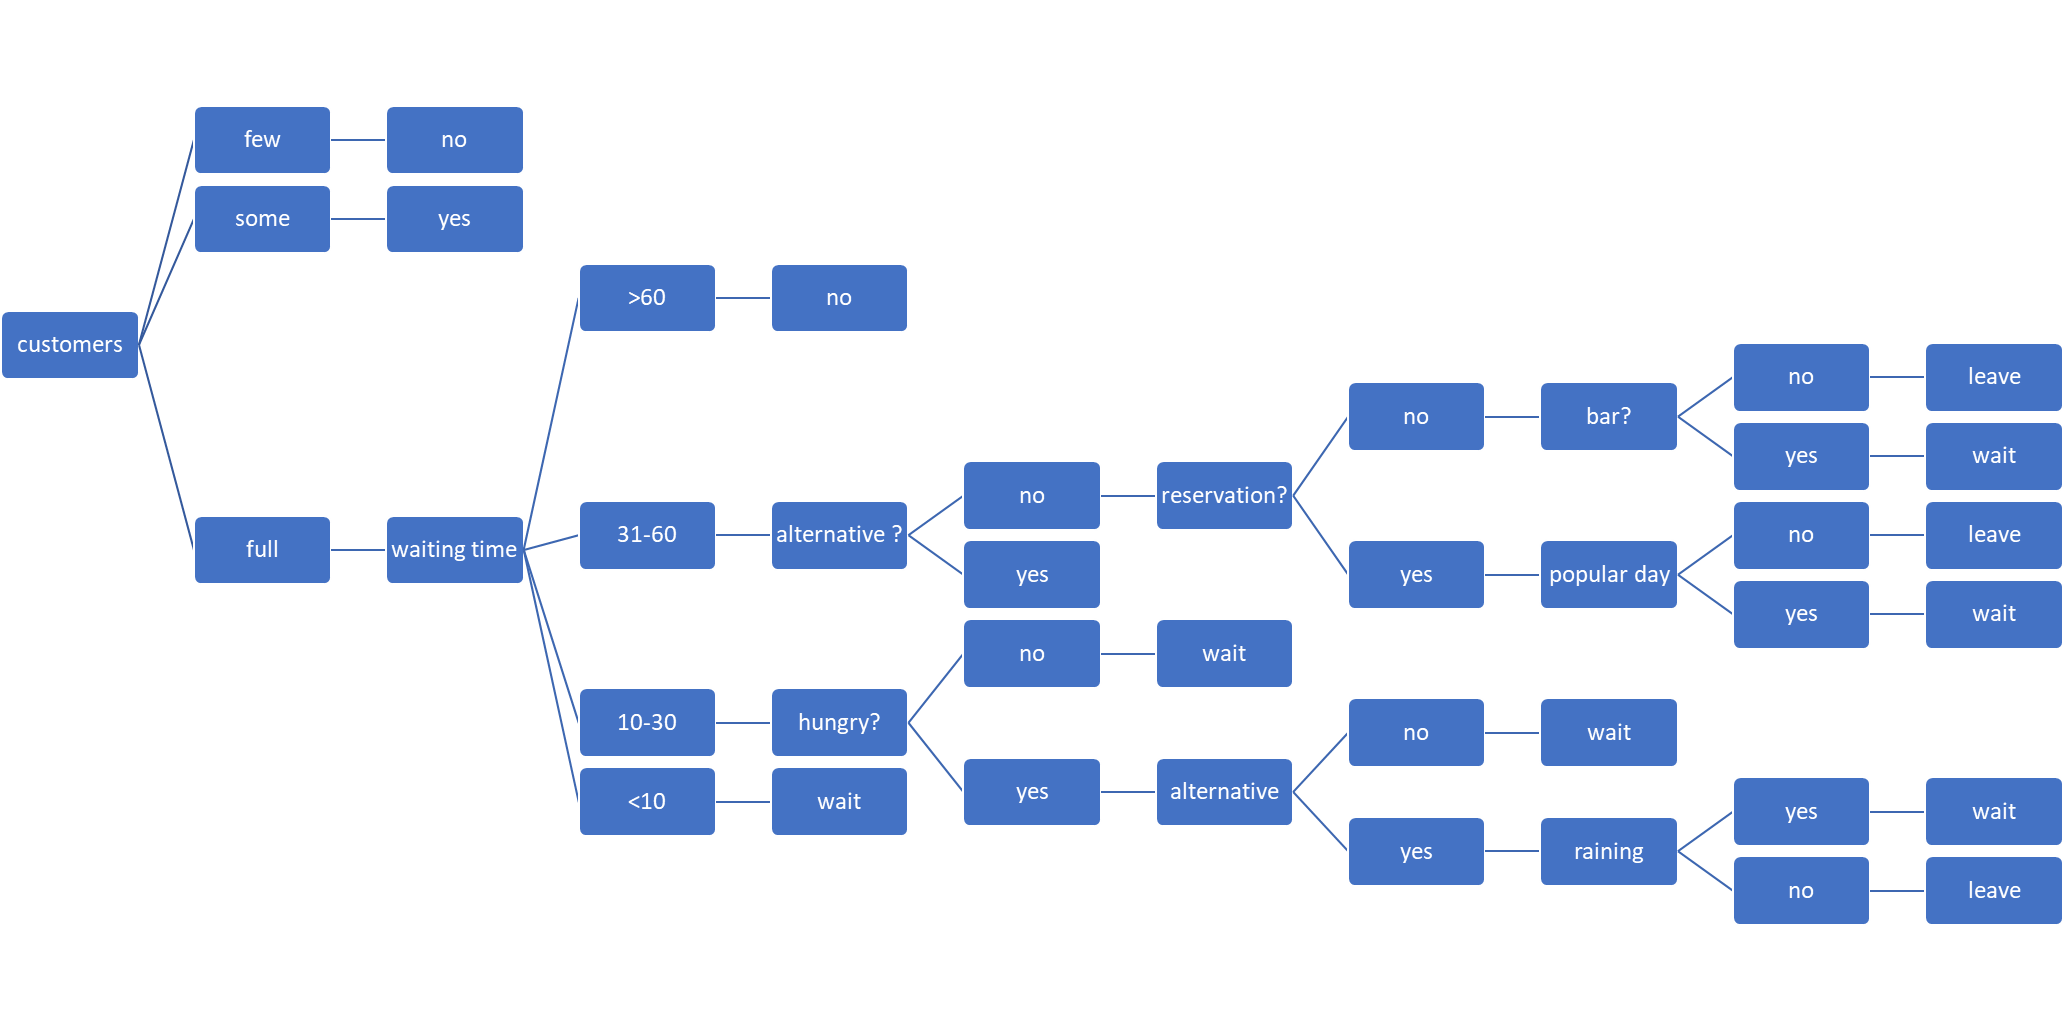 customers
few
no
some
yes
full
waiting time
>60
no
31-60
alternative ?
no
reservation?
no
bar?
no
leave
yes
wait
yes
popular day
no
leave
yes
wait
yes
10-30
hungry?
no
wait
yes
alternative
no
wait
yes
raining
yes
wait
no
leave
<10
wait